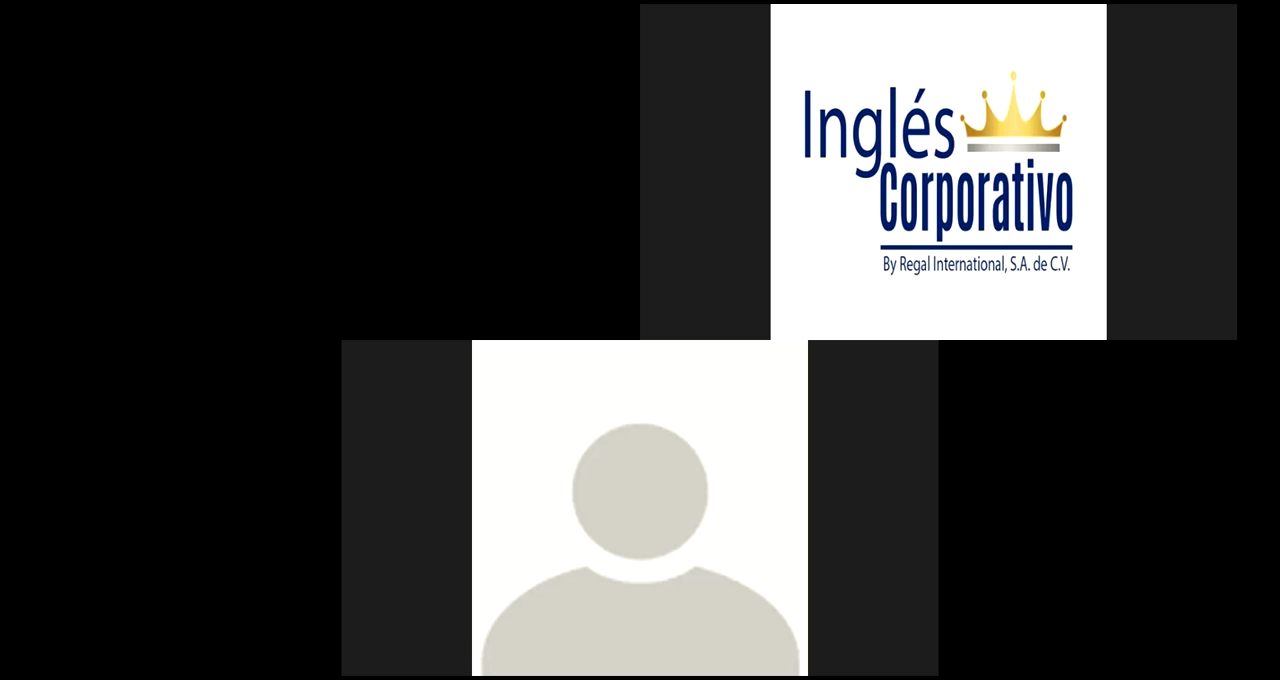 Inglés
Corporativo
By Regal International, S.A. de C.V.